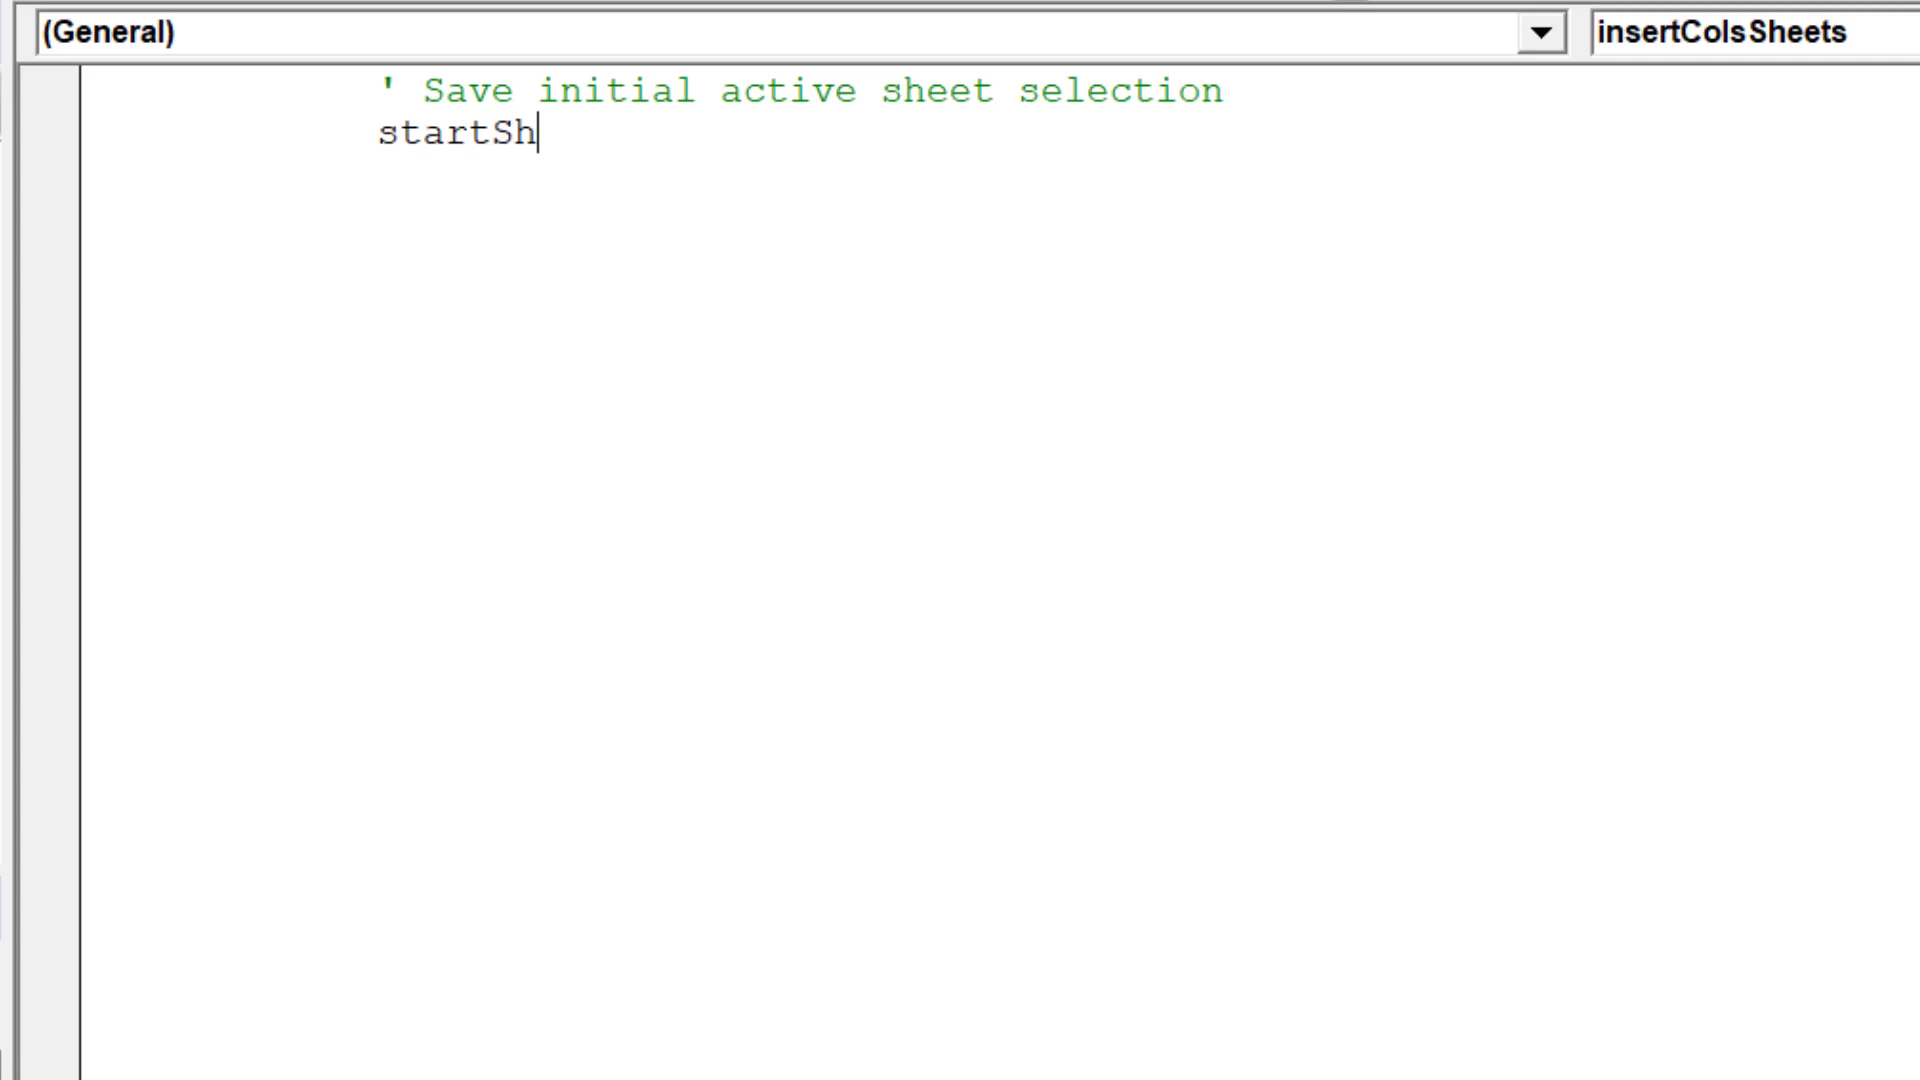 (General) insertColsSheets
' Save initial active sheet selection
startSh